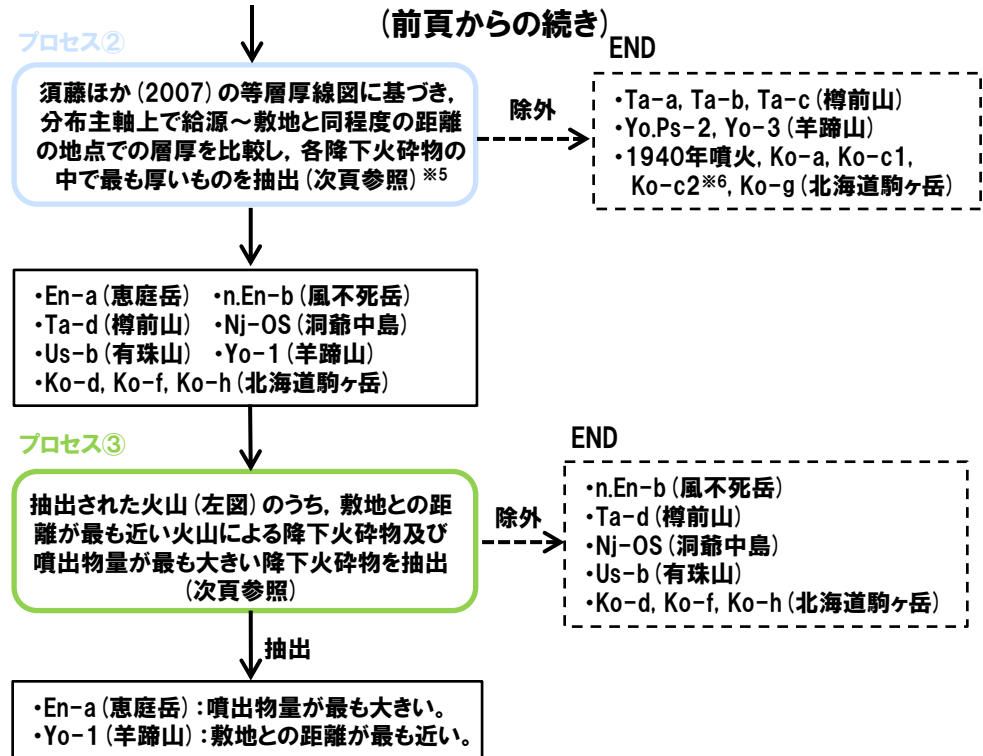 (前頁からの続き)
プロセス②
須藤ほか(2007)の等層厚線図に基づき,
分布主軸上で給源～敷地と同程度の距離
の地点での層厚を比較し,各降下火砕物の
中で最も厚いものを抽出(次頁参照)※5
除外
END
・Ta-a, Ta-b, Ta-c(樽前山)
・Yo.Ps-2, Yo-3(羊蹄山)
・1940年噴火, Ko-a, Ko-c1,
Ko-c2※6, Ko-g(北海道駒ヶ岳)
・En-a(恵庭岳) ・n.En-b(風不死岳)
・Ta-d(樽前山) ・Nj-OS(洞爺中島)
・Us-b(有珠山) ・Yo-1(羊蹄山)
・Ko-d, Ko-f, Ko-h(北海道駒ヶ岳)
プロセス③
抽出された火山(左図)のうち,敷地との距
離が最も近い火山による降下火砕物及び
噴出物量が最も大きい降下火砕物を抽出
(次頁参照)
除外
END
・n.En-b(風不死岳)
・Ta-d(樽前山)
・Nj-OS(洞爺中島)
・Us-b(有珠山)
・Ko-d, Ko-f, Ko-h(北海道駒ヶ岳)
抽出
・En-a(恵庭岳):噴出物量が最も大きい。
・Yo-1(羊蹄山):敷地との距離が最も近い。